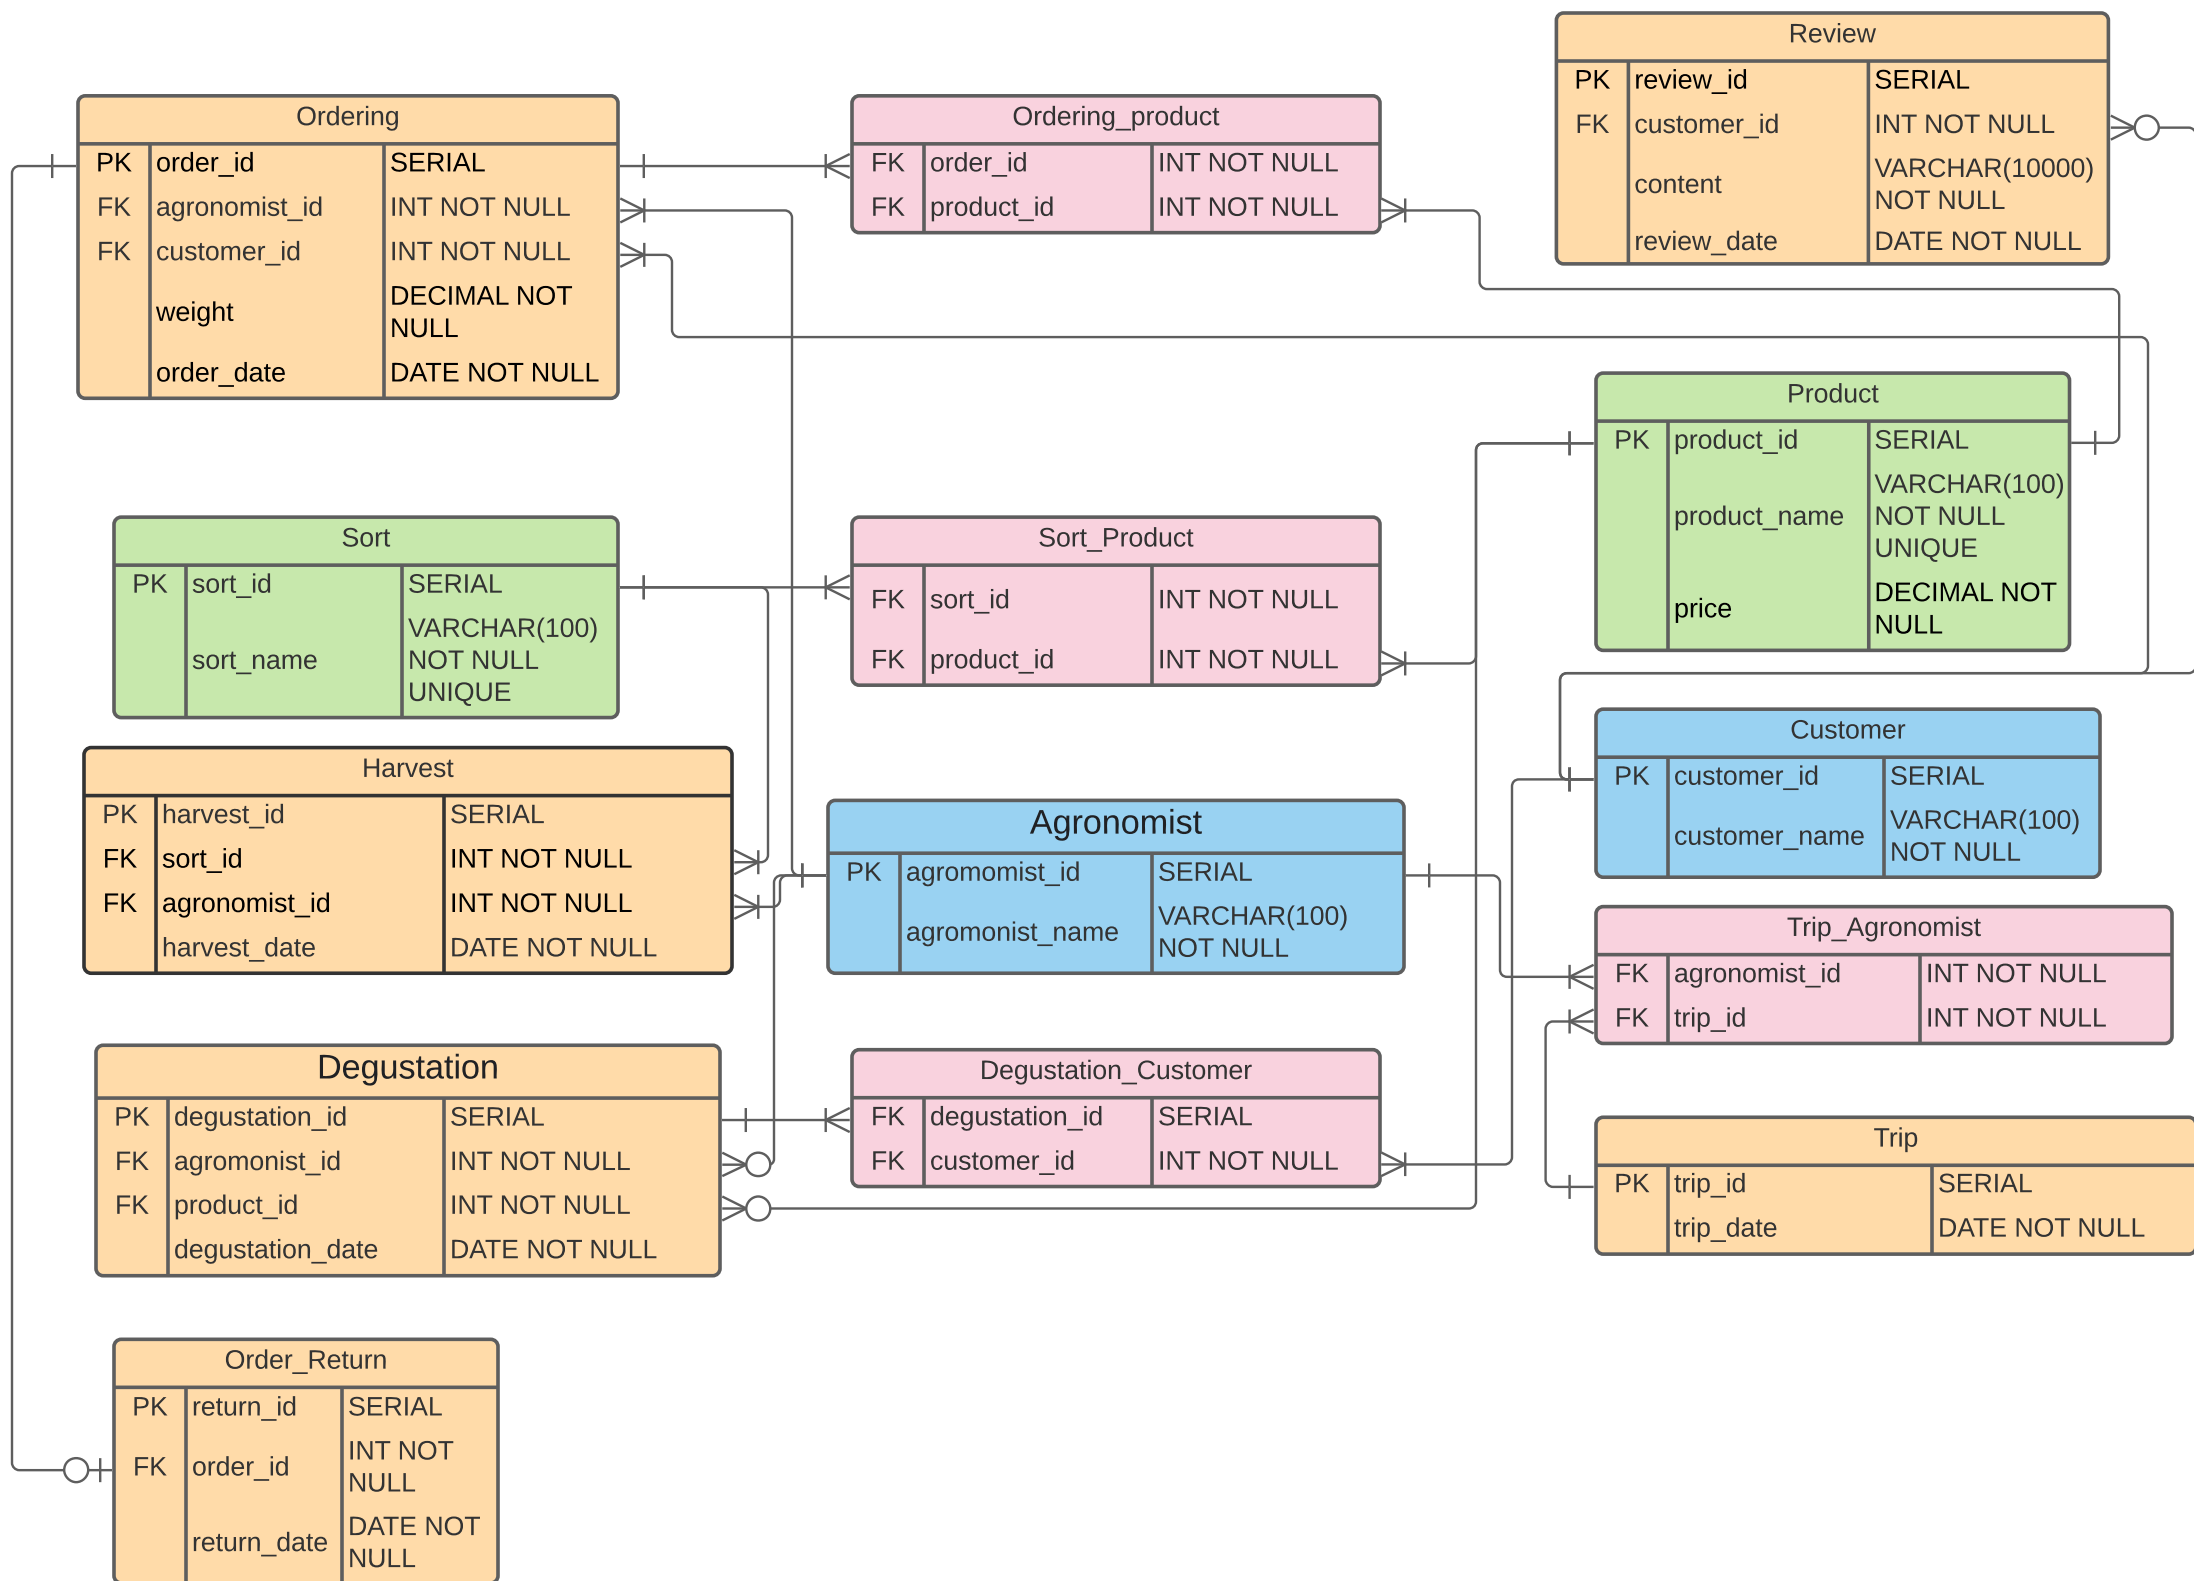 Review
PK review_id SERIAL
FK customer_id INT NOT NULL
content VARCHAR(10000)
NOT NULL
review_date DATE NOT NULL
Ordering
PK order_id SERIAL
FK agronomist_id INT NOT NULL
FK customer_id INT NOT NULL
weight DECIMAL NOT
NULL
order_date DATE NOT NULL
Ordering_product
FK order_id INT NOT NULL
FK product_id INT NOT NULL
Product
PK product_id SERIAL
product_name VARCHAR(100)
NOT NULL
UNIQUE
price DECIMAL NOT
NULL
Sort
PK sort_id SERIAL
sort_name VARCHAR(100)
NOT NULL
UNIQUE
Sort_Product
FK sort_id INT NOT NULL
FK product_id INT NOT NULL
Customer
PK customer_id SERIAL
customer_name VARCHAR(100)
NOT NULL
Harvest
PK harvest_id SERIAL
FK sort_id INT NOT NULL
FK agronomist_id INT NOT NULL
harvest_date DATE NOT NULL
Agronomist
PK agromomist_id SERIAL
agromonist_name VARCHAR(100)
NOT NULL
Trip_Agronomist
FK agronomist_id INT NOT NULL
FK trip_id INT NOT NULL
Degustation
PK degustation_id SERIAL
FK agromonist_id INT NOT NULL
FK product_id INT NOT NULL
degustation_date DATE NOT NULL
Degustation_Customer
FK degustation_id SERIAL
FK customer_id INT NOT NULL
Trip
PK trip_id SERIAL
trip_date DATE NOT NULL
Order_Return
PK return_id SERIAL
FK order_id INT NOT
NULL
return_date DATE NOT
NULL